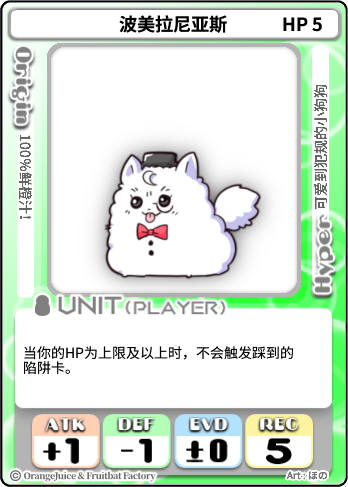 波美拉尼亚斯 HP 5
Origin
100%鲜橙汁!
可爱到犯规的小狗狗
Hyper
UNIT(PLAYER)
当你的HP为上限及以上时，不会触发踩到的
陷阱卡。
ATK DEF EVD REC
+1 -1 ±0 5
© OrangeJuice & Fruitbat Factory Art : ほの